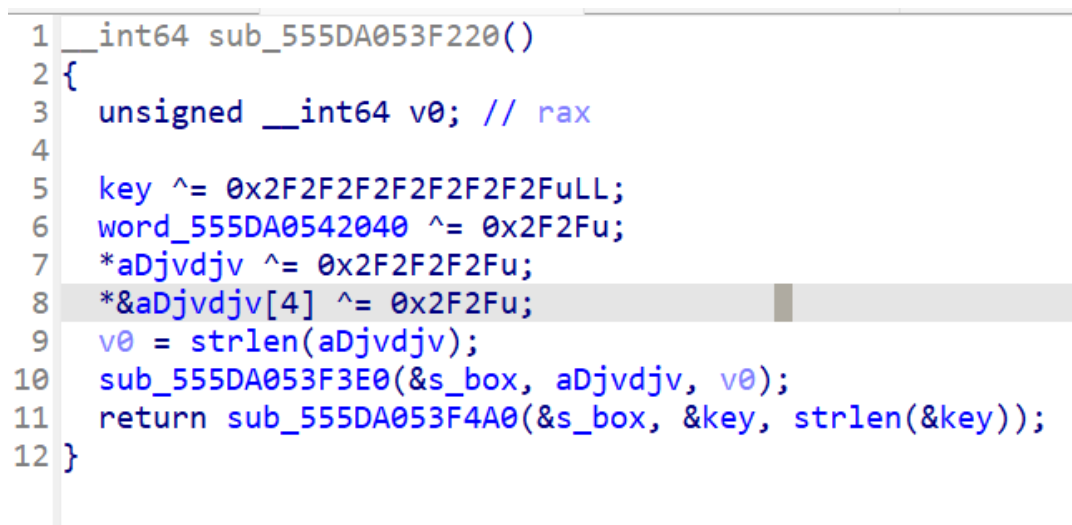 1 __int64 sub_555DA053F220()
2 {
3 unsigned __int64 v0; // rax
4
5 key ^= 0x2F2F2F2F2F2F2F2FuLL;
6 word_555DA0542040 ^= 0x2F2Fu;
7 *aDjvdjv ^= 0x2F2F2F2Fu;
8 *&aDjvdjv[4] ^= 0x2F2Fu;
9 v0 = strlen(aDjvdjv);
10 sub_555DA053F3E0(&s_box, aDjvdjv, v0);
11 return sub_555DA053F4A0(&s_box, &key, strlen(&key));
12 }